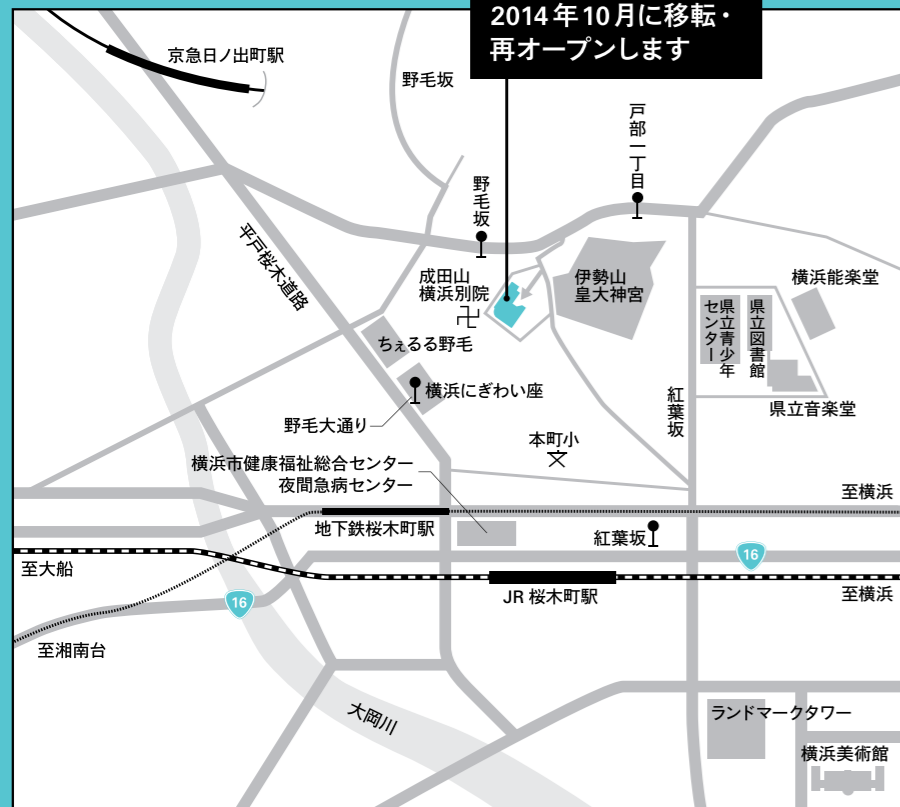 2014年10月に移転・
再オープンします
京急日ノ出町駅
野毛坂
戸部一丁目
野毛坂
平戸桜木道路
成田山
横浜別院
伊勢山
皇大神宮
横浜能楽堂
県立青少年
センター
県立図書館
ちぇるる野毛
横浜にぎわい座
県立音楽堂
紅葉坂
野毛大通り
本町小
横浜市健康福祉総合センター
夜間急病センター
至横浜
地下鉄桜木町駅
紅葉坂
16
至大船
至横浜
JR 桜木町駅
16
至湘南台
大岡川
ランドマークタワー
横浜美術館